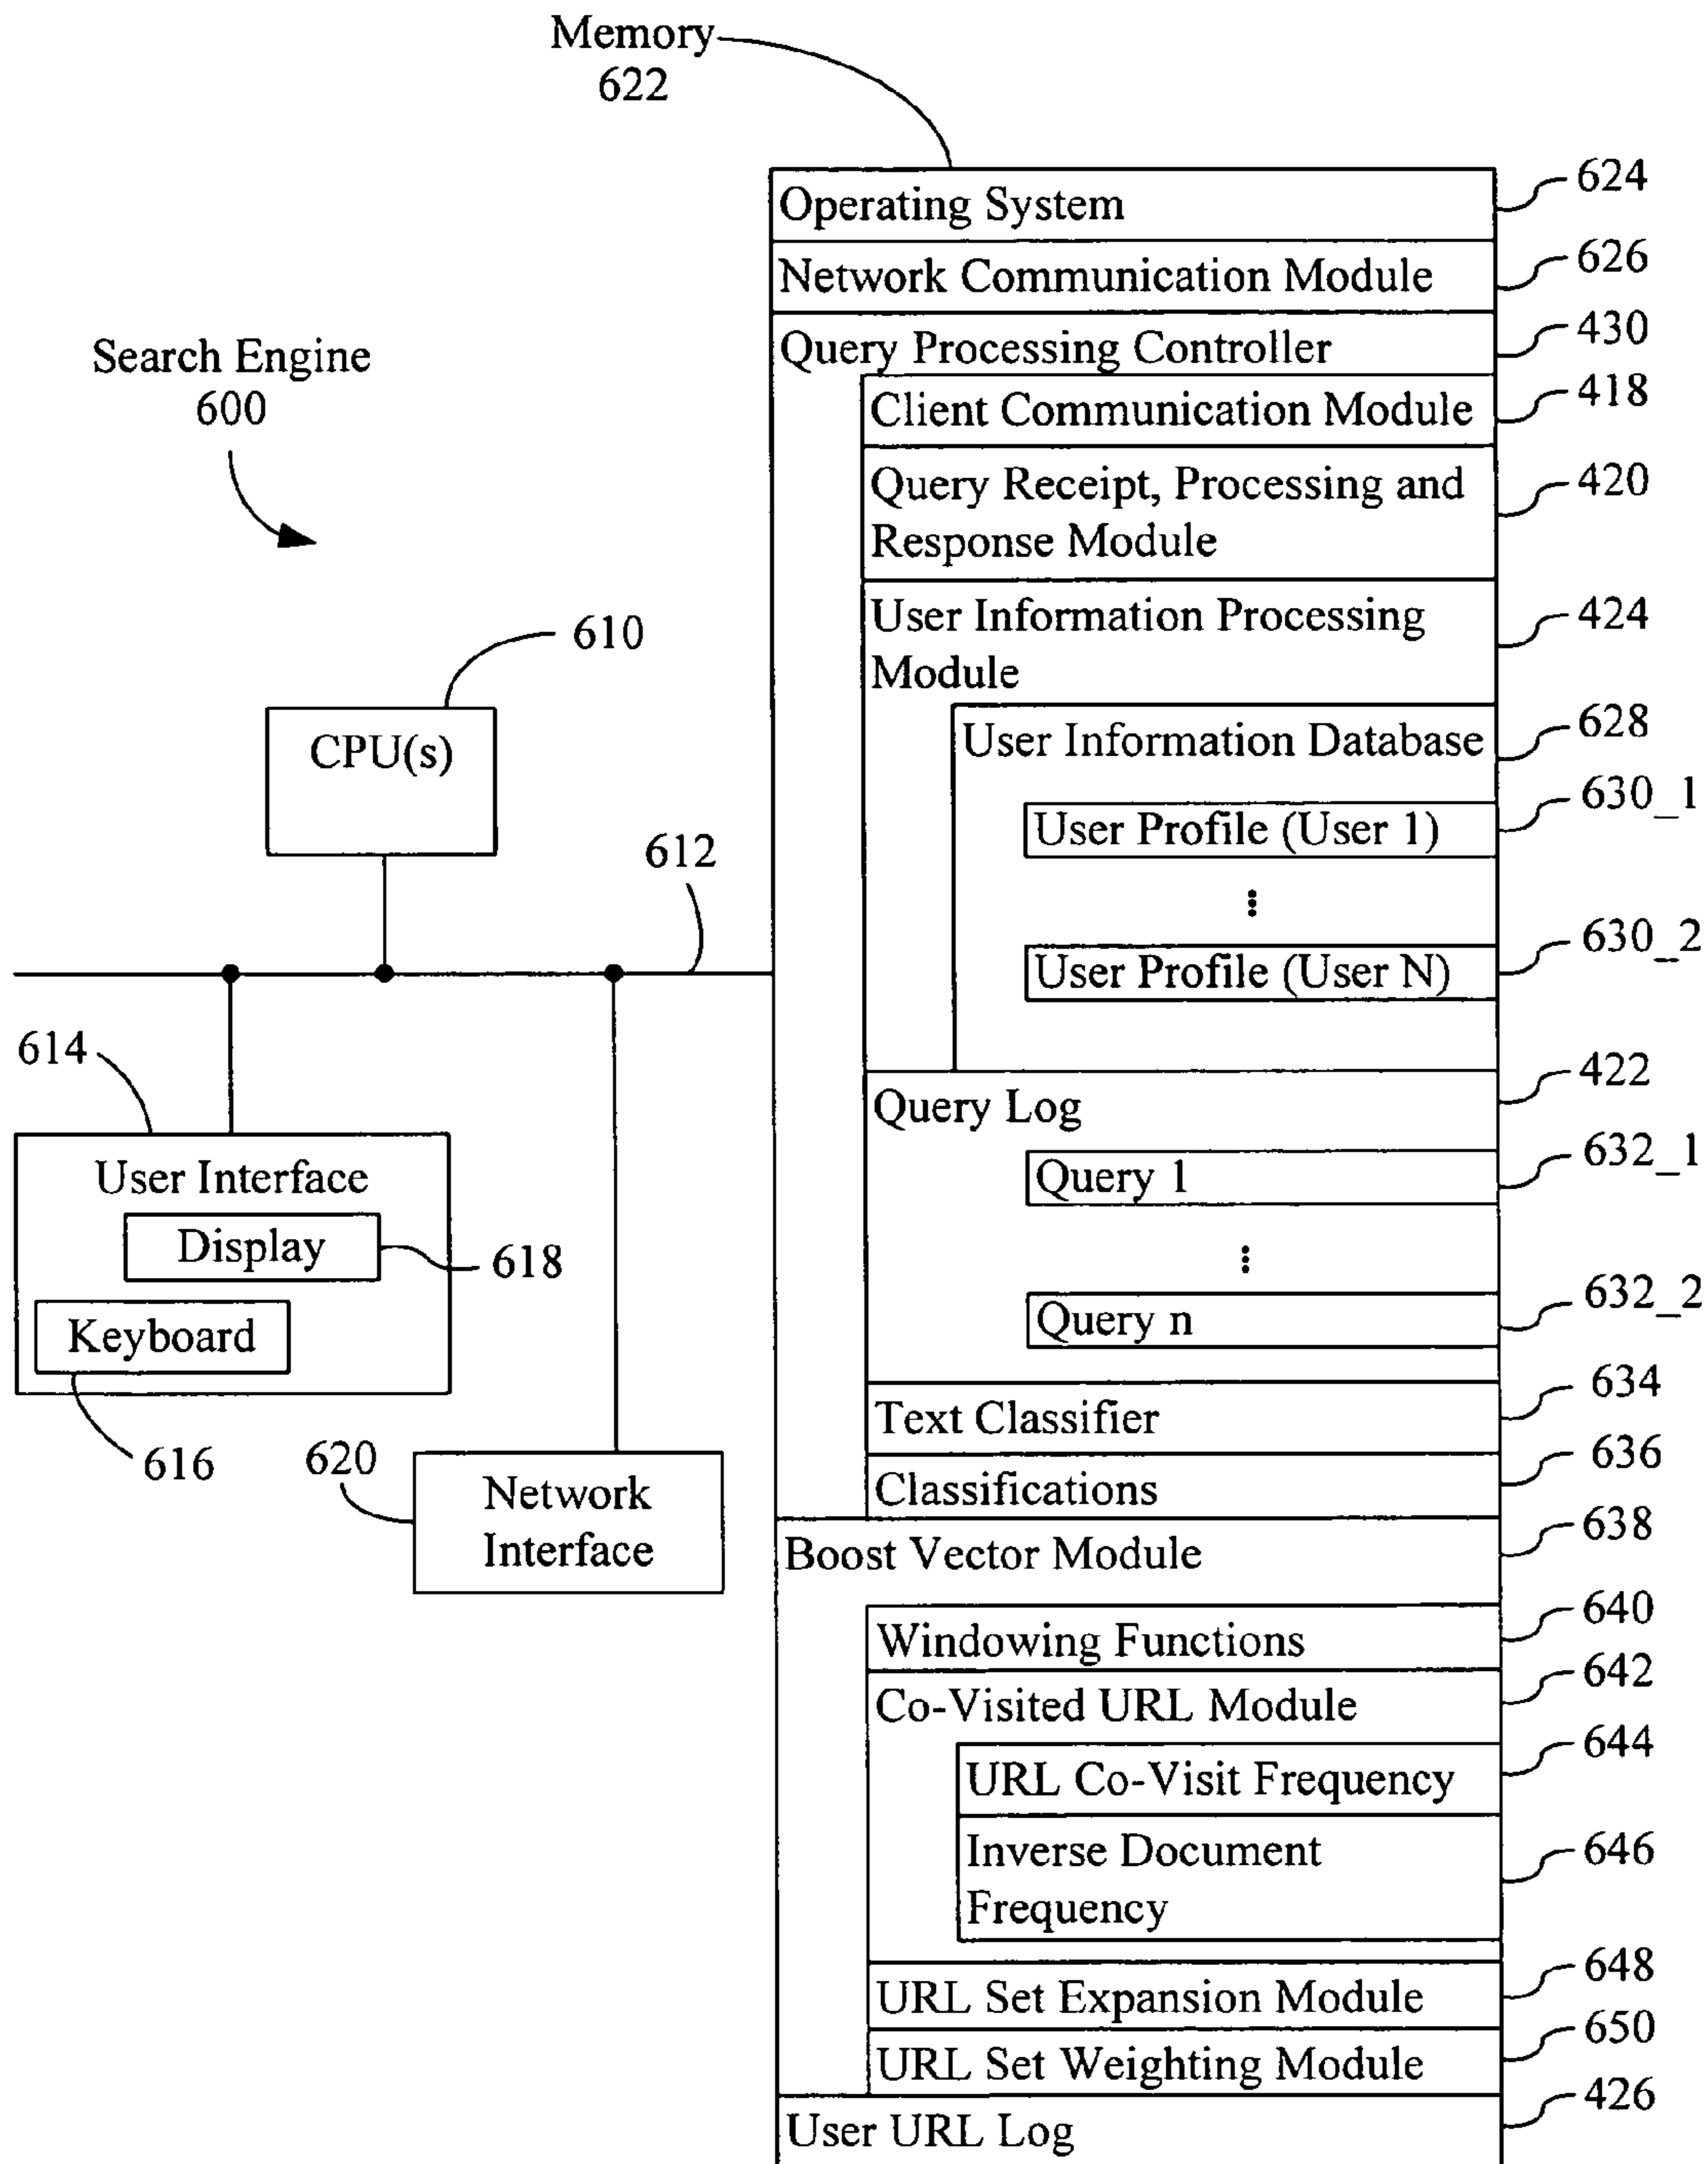 Memory
622
Search Engine
600
610
CPU(s)
612
614
User Interface
Display
618
Keyboard
616
620
Network
Interface
Operating System
624
Network Communication Module
626
Query Processing Controller
430
Client Communication Module
418
Query Receipt, Processing and
Response Module
420
User Information Processing
Module
424
User Information Database
628
User Profile (User 1)
630_1
User Profile (User N)
630_2
Query Log
422
Query 1
632_1
Query n
632_2
Text Classifier
634
Classifications
636
Boost Vector Module
638
Windowing Functions
640
Co-Visited URL Module
642
URL Co-Visit Frequency
644
Inverse Document
Frequency
646
URL Set Expansion Module
648
URL Set Weighting Module
650
User URL Log
426